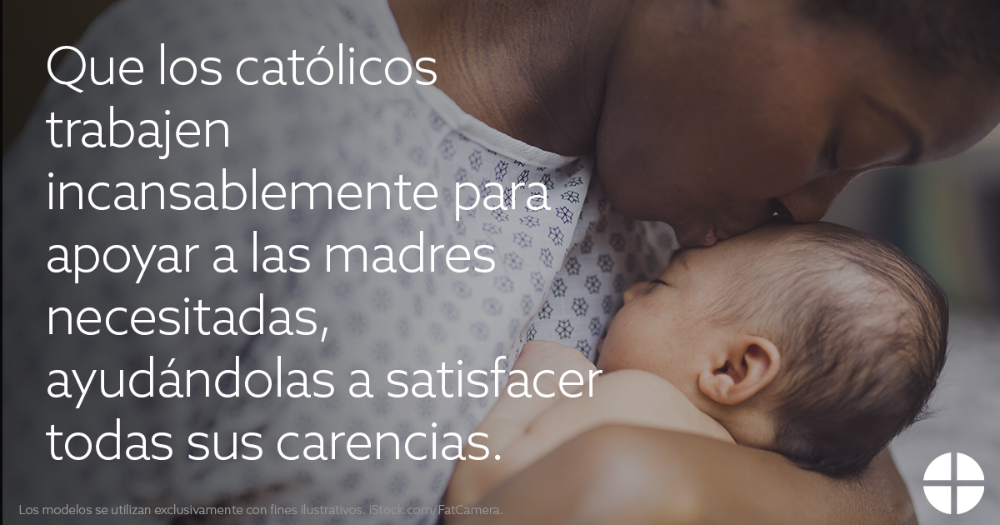 Que los católicos
trabajen
incansablemente para
apoyar a las madres
necesitadas,
ayudándolas a satisfacer
todas sus carencias.
Los modelos se utilizan exclusivamente con fines ilustrativos. iStock.com/FatCamera.